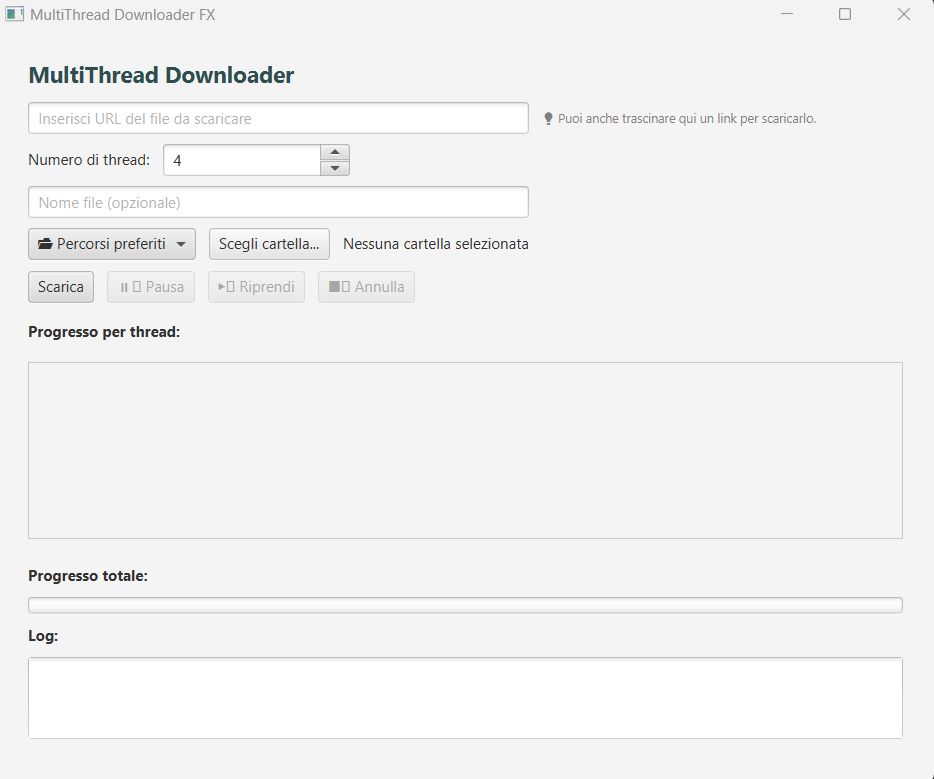 MultiThread Downloader FX
MultiThread Downloader
Inserisci URL del file da scaricare
Puoi anche trascinare qui un link per scaricarlo.
Numero di thread: 4
Nome file (opzionale)
Percorsi preferiti Scegli cartella... Nessuna cartella selezionata
Scarica Pausa Riprendi Annulla
Progresso per thread:
Progresso totale:
Log: